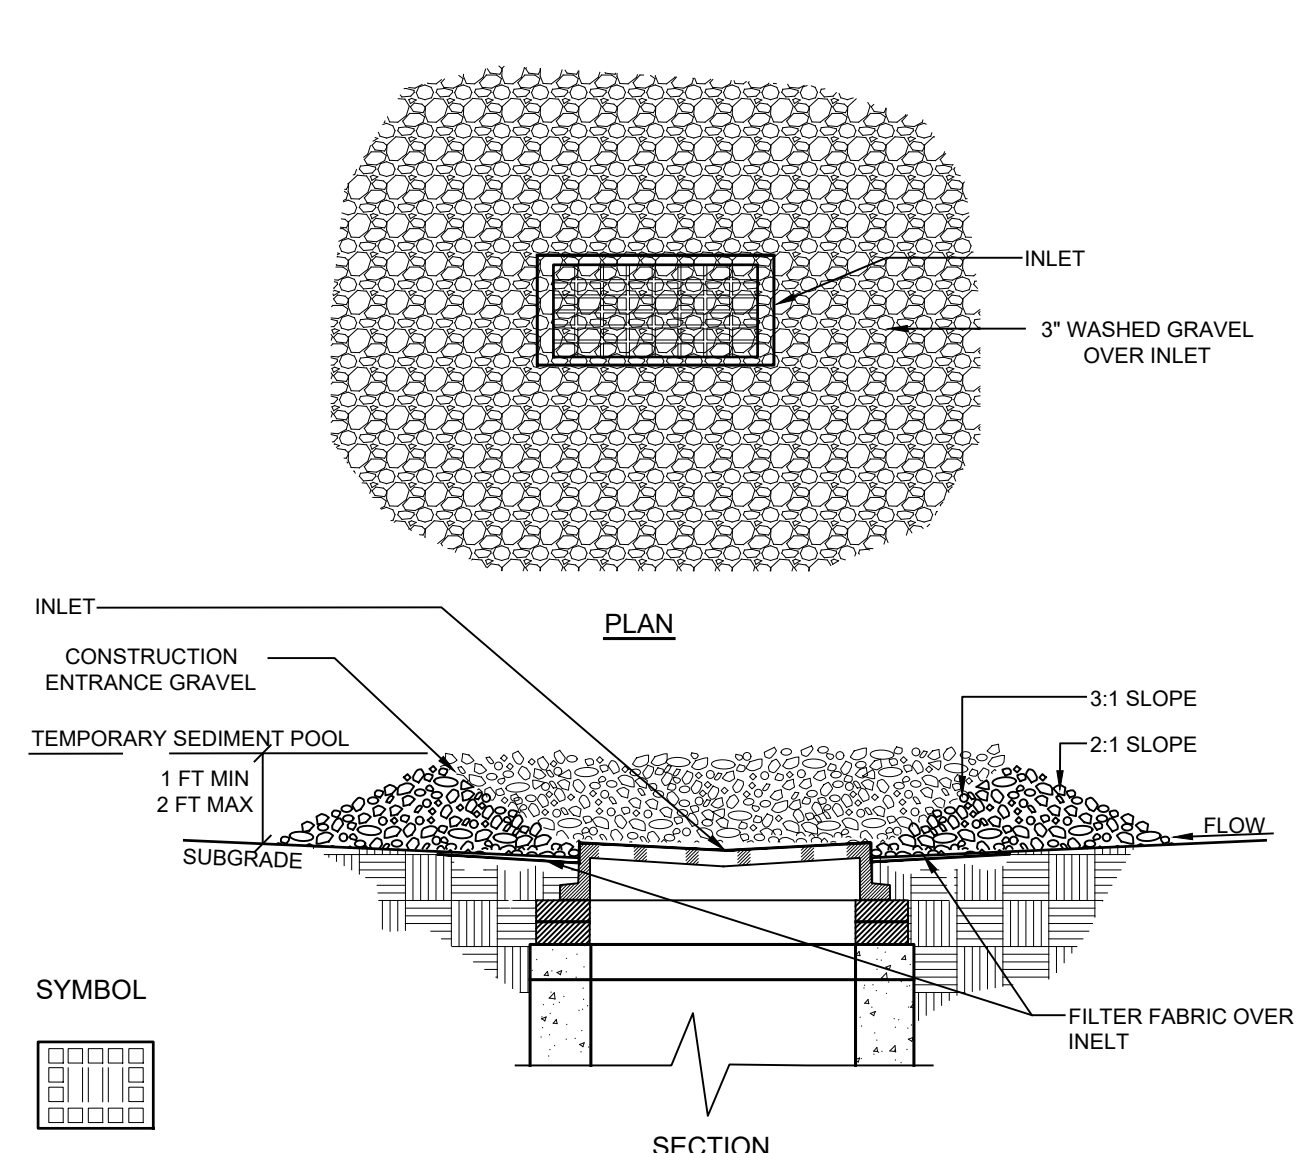 INLET
3" WASHED GRAVEL
OVER INLET
PLAN
INLET
CONSTRUCTION
ENTRANCE GRAVEL
TEMPORARY SEDIMENT POOL
1 FT MIN
2 FT MAX
SUBGRADE
3:1 SLOPE
2:1 SLOPE
FLOW
FILTER FABRIC OVER
INELT
SYMBOL
SECTION